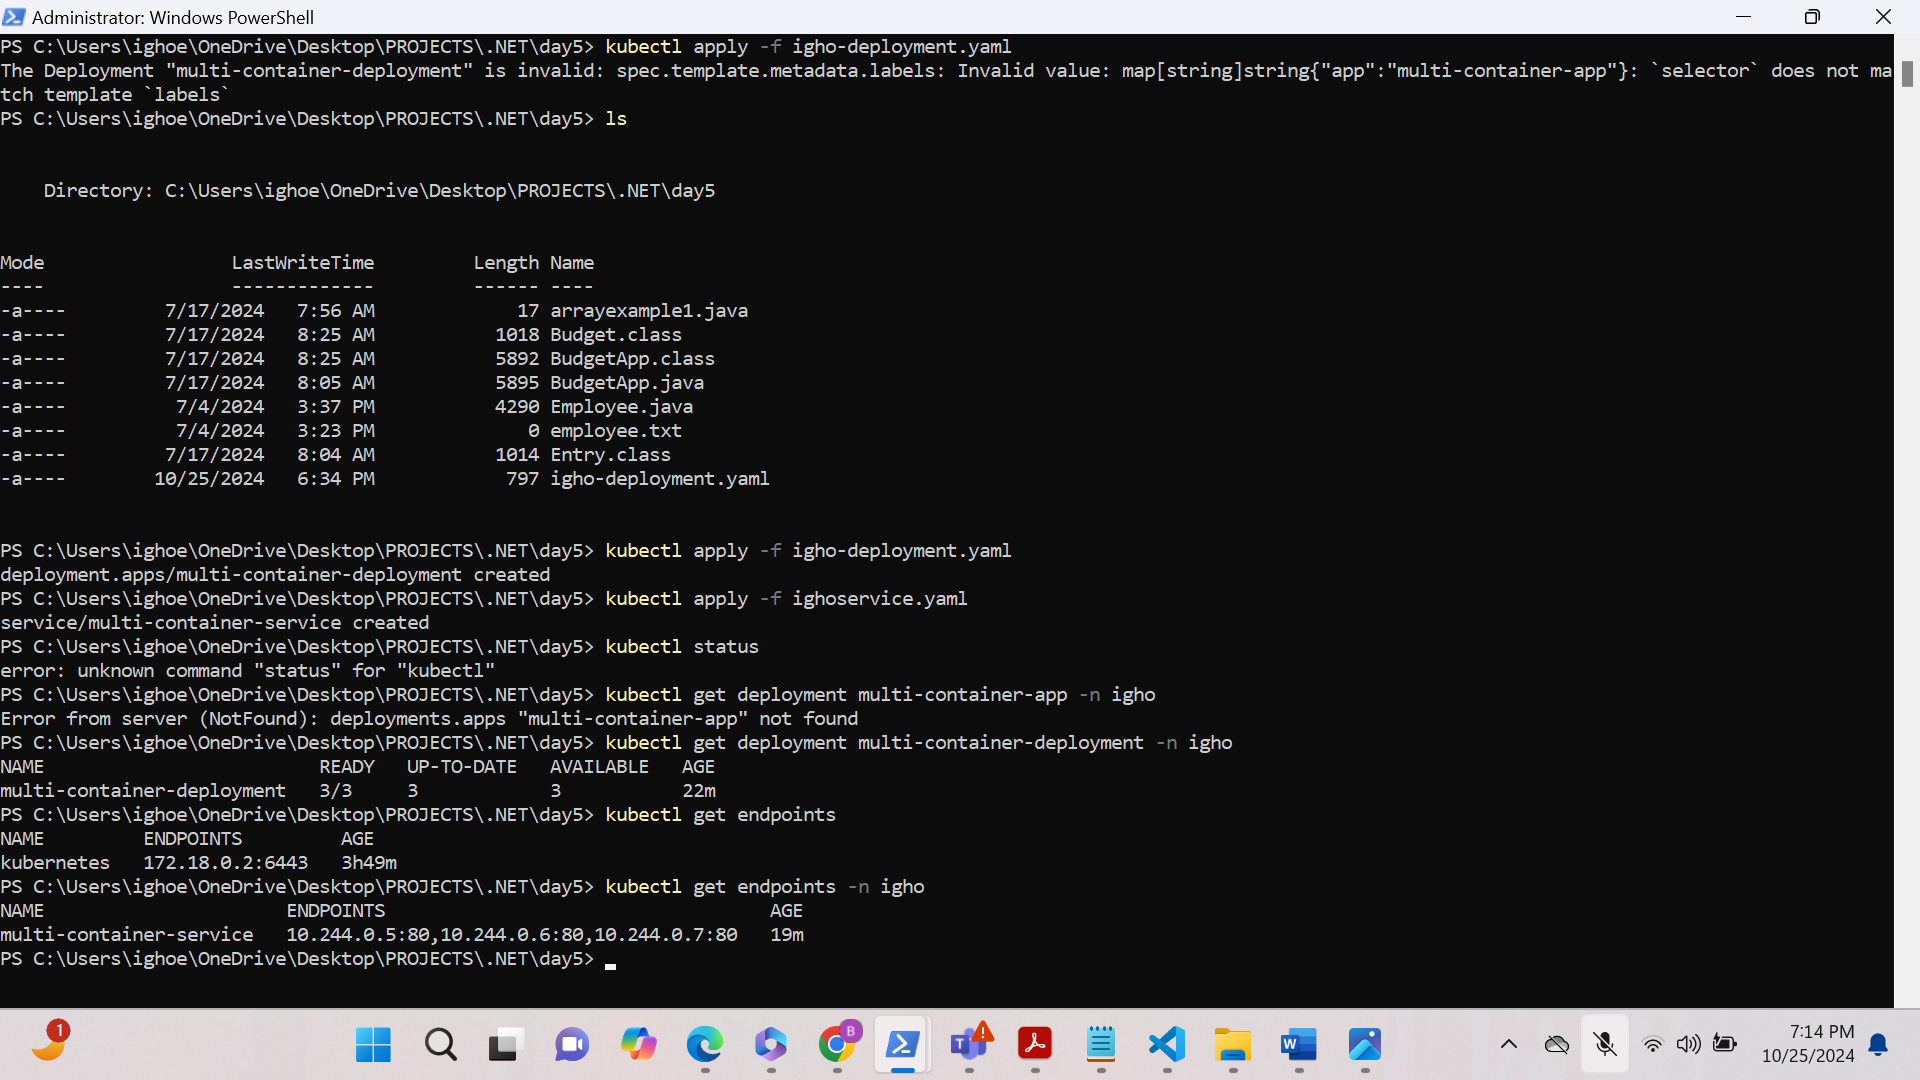 Administrator: Windows PowerShell
PS C:\Users\ighoe\OneDrive\Desktop\PROJECTS\.NET\day5> kubectl apply -f igho-deployment.yaml
The Deployment "multi-container-deployment" is invalid: spec.template.metadata.labels: Invalid value: map[string]string{"app":"multi-container-app"}: `selector` does not ma
tch template `labels`
PS C:\Users\ighoe\OneDrive\Desktop\PROJECTS\.NET\day5> ls
Directory: C:\Users\ighoe\OneDrive\Desktop\PROJECTS\.NET\day5
Mode LastWriteTime Length Name
---- ------------- ------ ----
-a---- 7/17/2024 7:56 AM 17 arrayexample1.java
-a---- 7/17/2024 8:25 AM 1018 Budget.class
-a---- 7/17/2024 8:25 AM 5892 BudgetApp.class
-a---- 7/17/2024 8:05 AM 5895 BudgetApp.java
-a---- 7/4/2024 3:37 PM 4290 Employee.java
-a---- 7/4/2024 3:23 PM 0 employee.txt
-a---- 7/17/2024 8:04 AM 1014 Entry.class
-a---- 10/25/2024 6:34 PM 797 igho-deployment.yaml
PS C:\Users\ighoe\OneDrive\Desktop\PROJECTS\.NET\day5> kubectl apply -f igho-deployment.yaml
deployment.apps/multi-container-deployment created
PS C:\Users\ighoe\OneDrive\Desktop\PROJECTS\.NET\day5> kubectl apply -f ighoservice.yaml
service/multi-container-service created
PS C:\Users\ighoe\OneDrive\Desktop\PROJECTS\.NET\day5> kubectl status
error: unknown command "status" for "kubectl"
PS C:\Users\ighoe\OneDrive\Desktop\PROJECTS\.NET\day5> kubectl get deployment multi-container-app -n igho
Error from server (NotFound): deployments.apps "multi-container-app" not found
PS C:\Users\ighoe\OneDrive\Desktop\PROJECTS\.NET\day5> kubectl get deployment multi-container-deployment -n igho
NAME READY UP-TO-DATE AVAILABLE AGE
multi-container-deployment 3/3 3 3 22m
PS C:\Users\ighoe\OneDrive\Desktop\PROJECTS\.NET\day5> kubectl get endpoints
NAME ENDPOINTS AGE
kubernetes 172.18.0.2:6443 3h49m
PS C:\Users\ighoe\OneDrive\Desktop\PROJECTS\.NET\day5> kubectl get endpoints -n igho
NAME ENDPOINTS AGE
multi-container-service 10.244.0.5:80,10.244.0.6:80,10.244.0.7:80 19m
PS C:\Users\ighoe\OneDrive\Desktop\PROJECTS\.NET\day5>
1
B
T
W
7:14 PM
10/25/2024